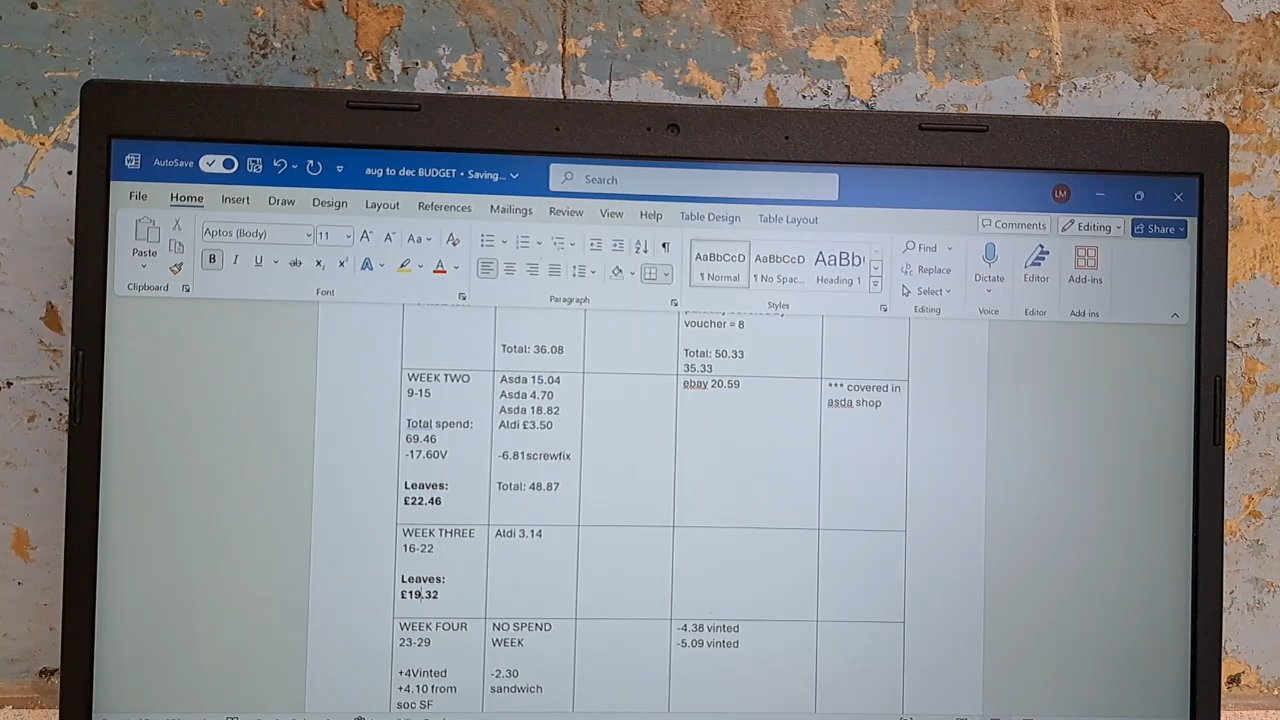 AutoSave
aug to dec BUDGET • Saving...
Search
LM
File Home Insert Draw Design Layout References Mailings Review View Help Table Design Table Layout
Comments Editing Share
Paste
Clipboard
Aptos (Body) 11
Font
Paragraph
AaBbCcD AaBbCcD AaBb
¶ Normal ¶ No Spac... Heading 1
Styles
Find
Replace
Select
Editing
Dictate
Voice
Editor
Editor
Add-ins
Add-ins
Total: 36.08
voucher = 8
Total: 50.33
35.33
WEEK TWO
9-15
Total spend:
69.46
-17.60V
Leaves:
£22.46
Asda 15.04
Asda 4.70
Asda 18.82
Aldi £3.50
-6.81screwfix
Total: 48.87
ebay 20.59
*** covered in
asda shop
WEEK THREE
16-22
Leaves:
£19.32
Aldi 3.14
WEEK FOUR
23-29
+4Vinted
+4.10 from
soc SF
NO SPEND
WEEK
-2.30
sandwich
-4.38 vinted
-5.09 vinted